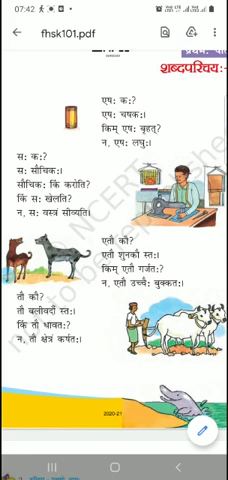 07:42
fhsk101.pdf
शब्दपरिचयः
एषः कः?
एषः चषकः।
किम् एषः बृहत्?
न, एषः लघुः।
सः कः?
सः सौचिकः।
सौचिकः किं करोति?
किं सः खेलति?
न, सः वस्त्रं सीव्यति।
एतौ कौ?
एतौ शुनकौ स्तः।
किम् एतौ गर्जतः?
न, एतौ उच्चैः बुक्कतः।
तौ कौ?
तौ बलीवर्दौ स्तः।
किं तौ धावतः?
न, तौ क्षेत्रं कर्षतः।
2020-21